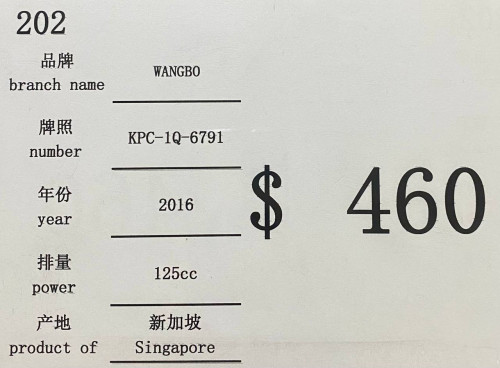 202
品牌
branch name
WANGBO
牌照
number
KPC-1Q-6791
年份
year
2016
$ 460
排量
power
125cc
产地
product of
新加坡
Singapore